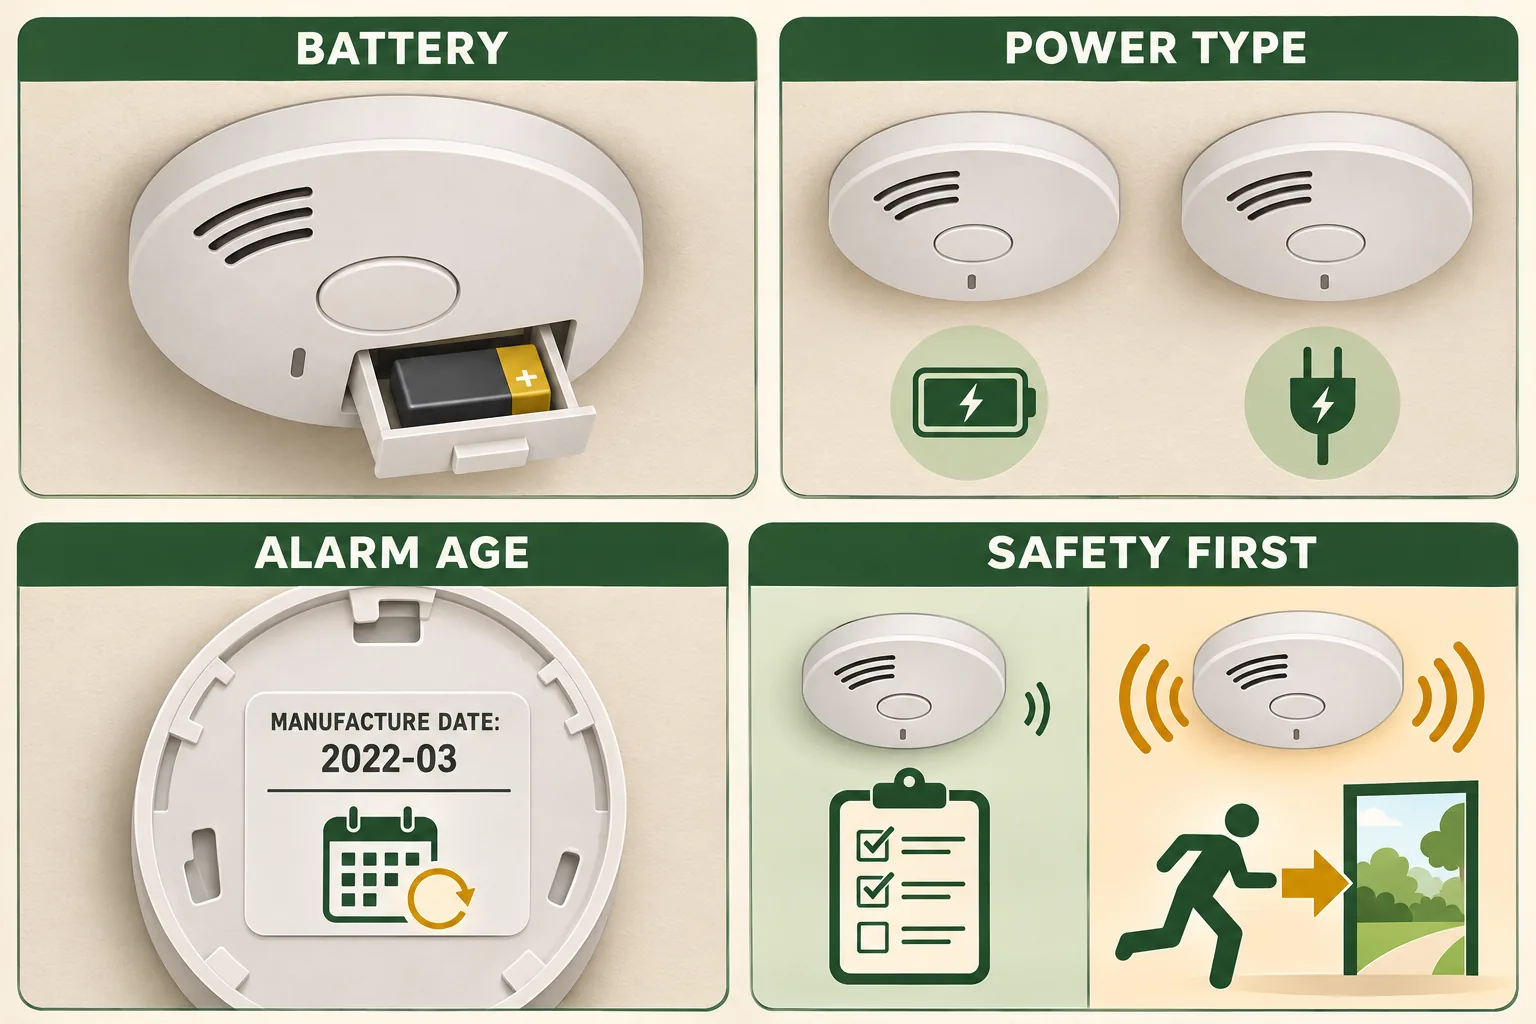 BATTERY
POWER TYPE
ALARM AGE
MANUFACTURE DATE:
2022-03
SAFETY FIRST